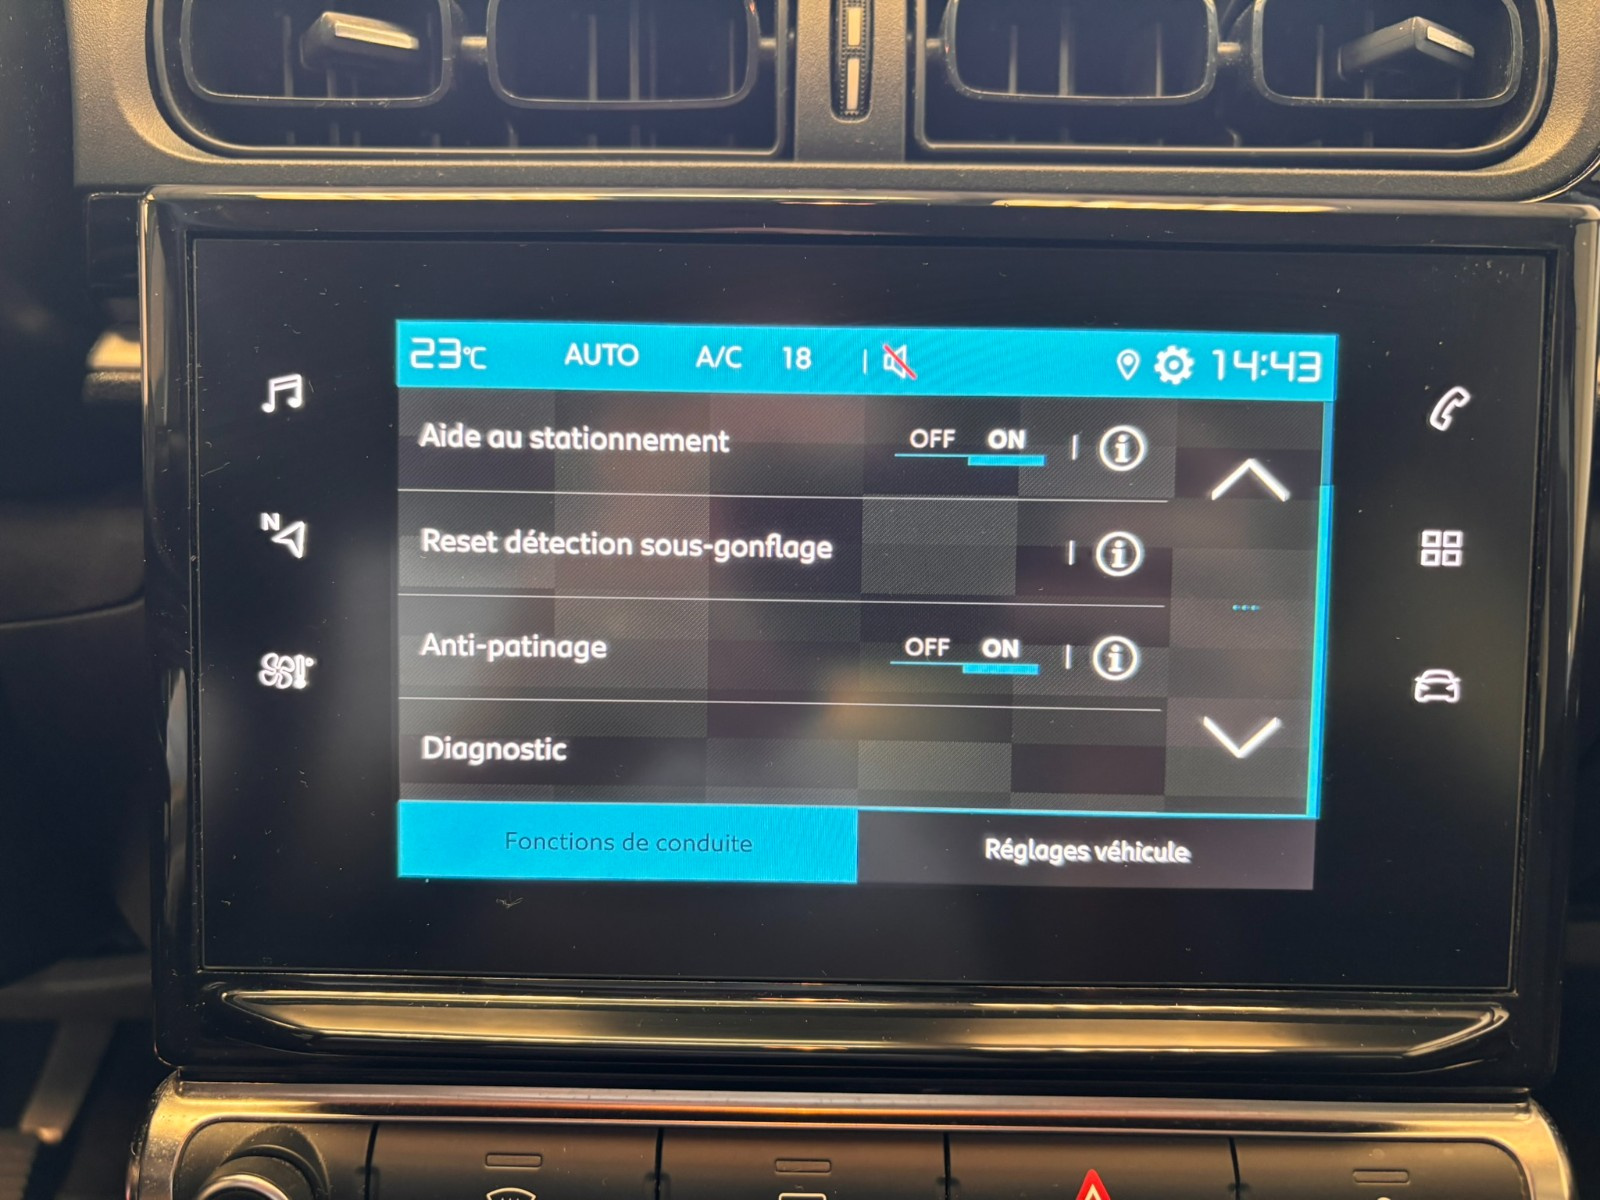 23°C AUTO A/C 18 14:43
Aide au stationnement OFF ON
Reset détection sous-gonflage
Anti-patinage OFF ON
Diagnostic
Fonctions de conduite Réglages véhicule
N